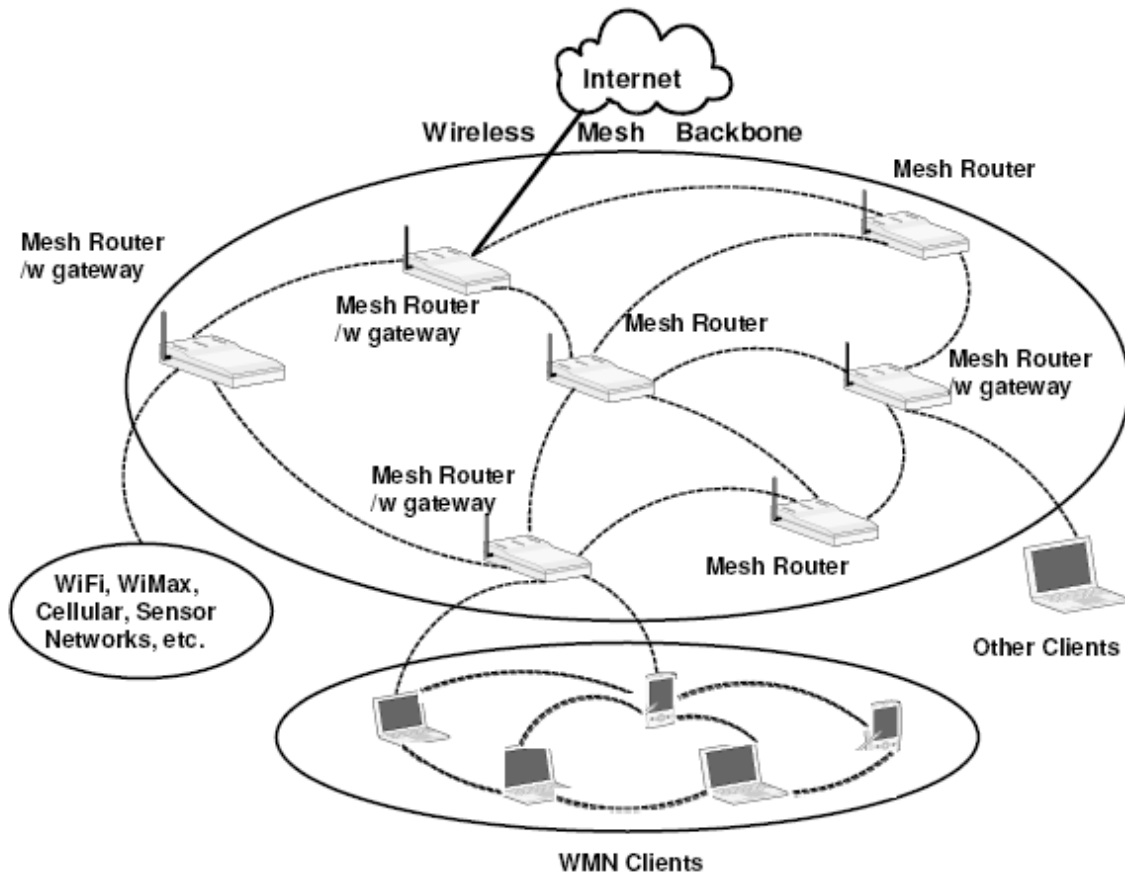 Internet
Wireless Mesh Backbone
Mesh Router
Mesh Router
/w gateway
Mesh Router
/w gateway
Mesh Router
Mesh Router
/w gateway
Mesh Router
/w gateway
Mesh Router
WiFi, WiMax,
Cellular, Sensor
Networks, etc.
Other Clients
WMN Clients